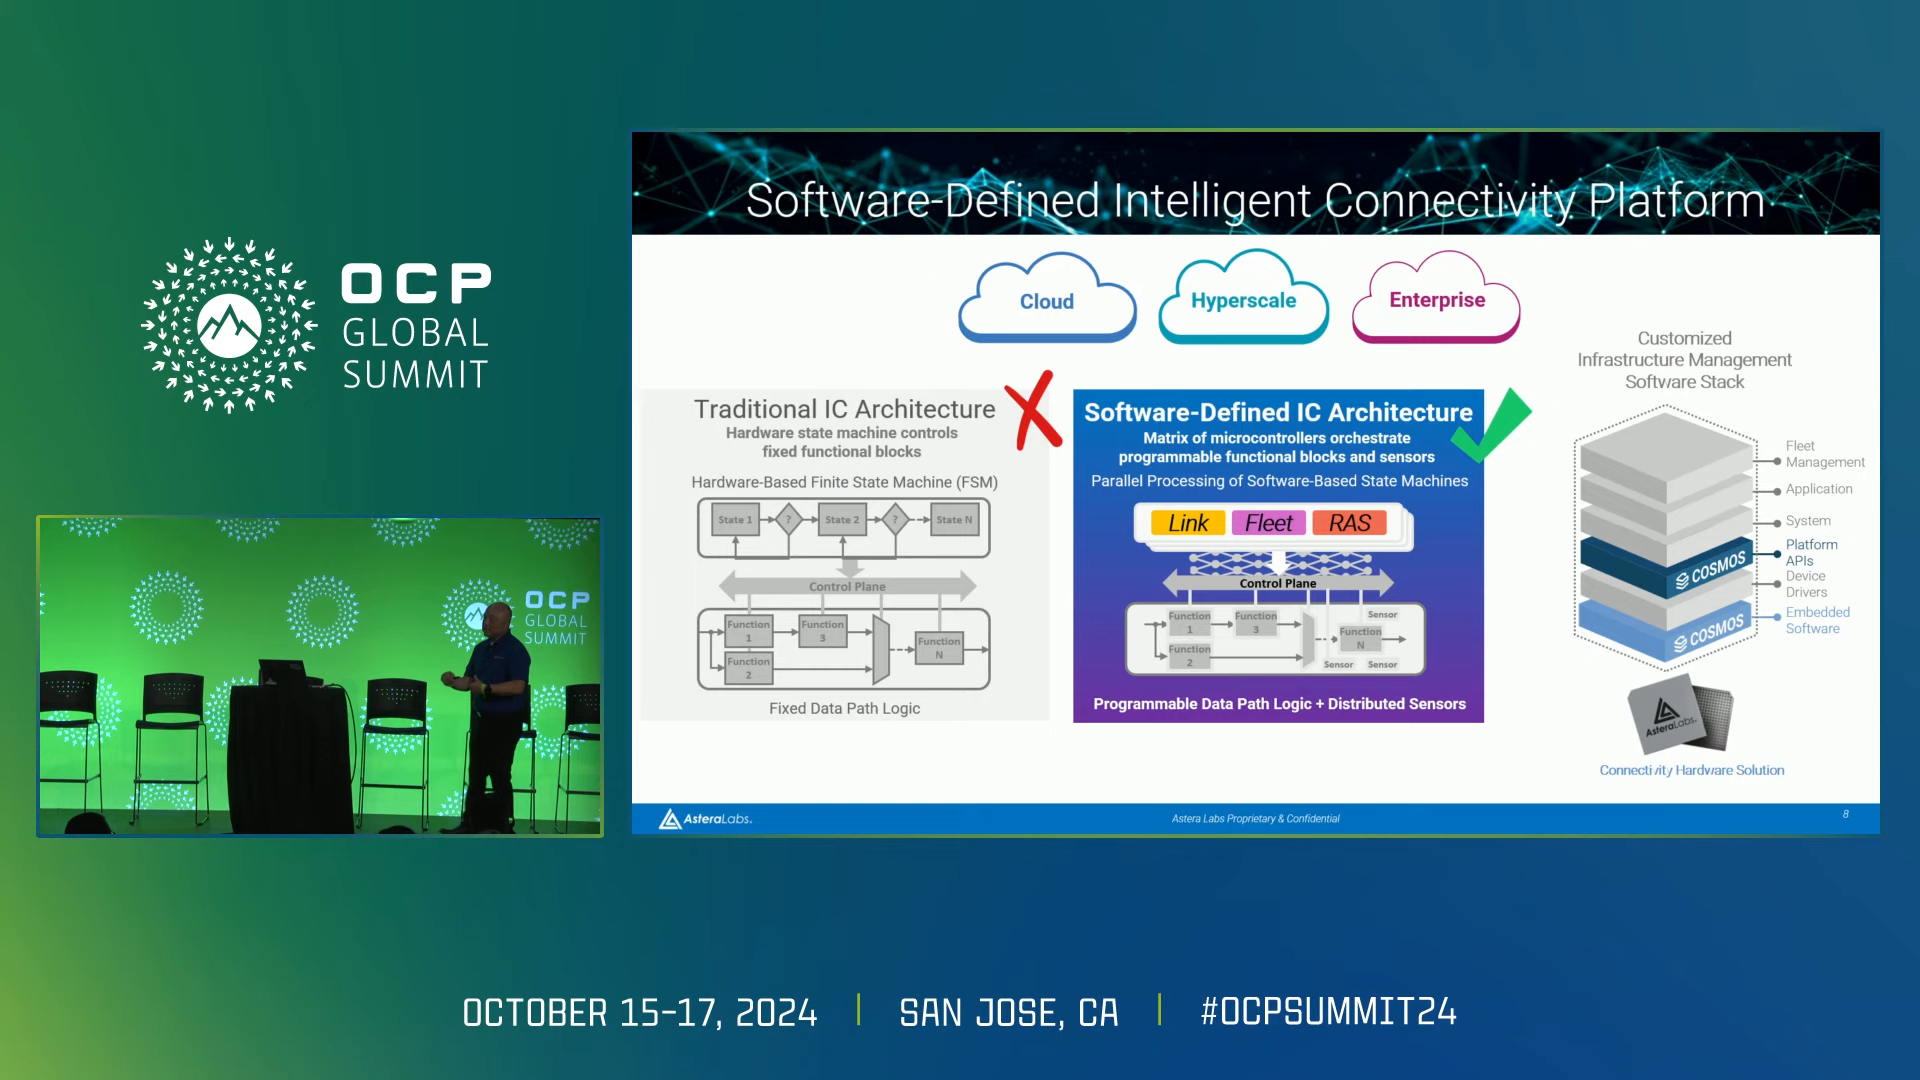 OCP
GLOBAL
SUMMIT
OCP
GLOBAL
SUMMIT
Software-Defined Intelligent Connectivity Platform
Cloud
Hyperscale
Enterprise
Traditional IC Architecture
Hardware state machine controls
fixed functional blocks
Hardware-Based Finite State Machine (FSM)
State 1
?
State 2
?
State N
Control Plane
Function
1
Function
3
Function
2
Function
N
Fixed Data Path Logic
Software-Defined IC Architecture
Matrix of microcontrollers orchestrate
programmable functional blocks and sensors
Parallel Processing of Software-Based State Machines
Link
Fleet
RAS
Control Plane
Function
1
Function
3
Sensor
Function
N
Function
2
Sensor
Sensor
Programmable Data Path Logic + Distributed Sensors
Customized
Infrastructure Management
Software Stack
Fleet
Management
Application
System
Platform
APIs
COSMOS
Device
Drivers
Embedded
Software
COSMOS
AsteraLabs.
Connectivity Hardware Solution
AsteraLabs.
Astera Labs Proprietary & Confidential
8
OCTOBER 15-17, 2024
SAN JOSE, CA
#OCPSUMMIT24